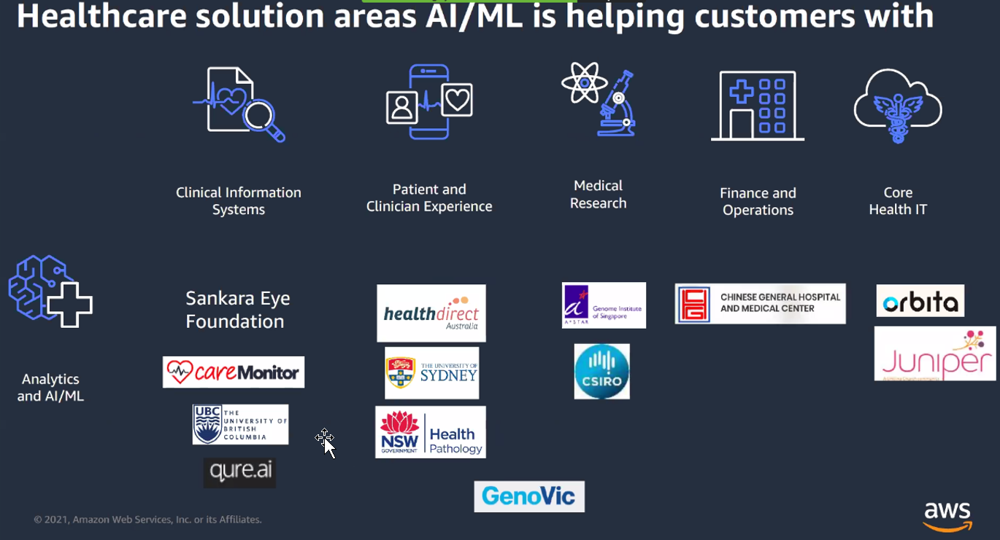 Healthcare solution areas AI/ML is helping customers with
Clinical Information
Systems
Patient and
Clinician Experience
Medical
Research
Finance and
Operations
Core
Health IT
Analytics
and AI/ML
Sankara Eye
Foundation
careMonitor
UBC
THE
UNIVERSITY OF
BRITISH
COLUMBIA
qure.ai
healthdirect
Australia
THE UNIVERSITY OF
SYDNEY
NSW
GOVERNMENT
Health
Pathology
GenoVic
a
A*STAR
Genome Institute
of Singapore
CSIRO
CHINESE GENERAL HOSPITAL
AND MEDICAL CENTER
orbita
Juniper
© 2021, Amazon Web Services, Inc. or its Affiliates.
aws